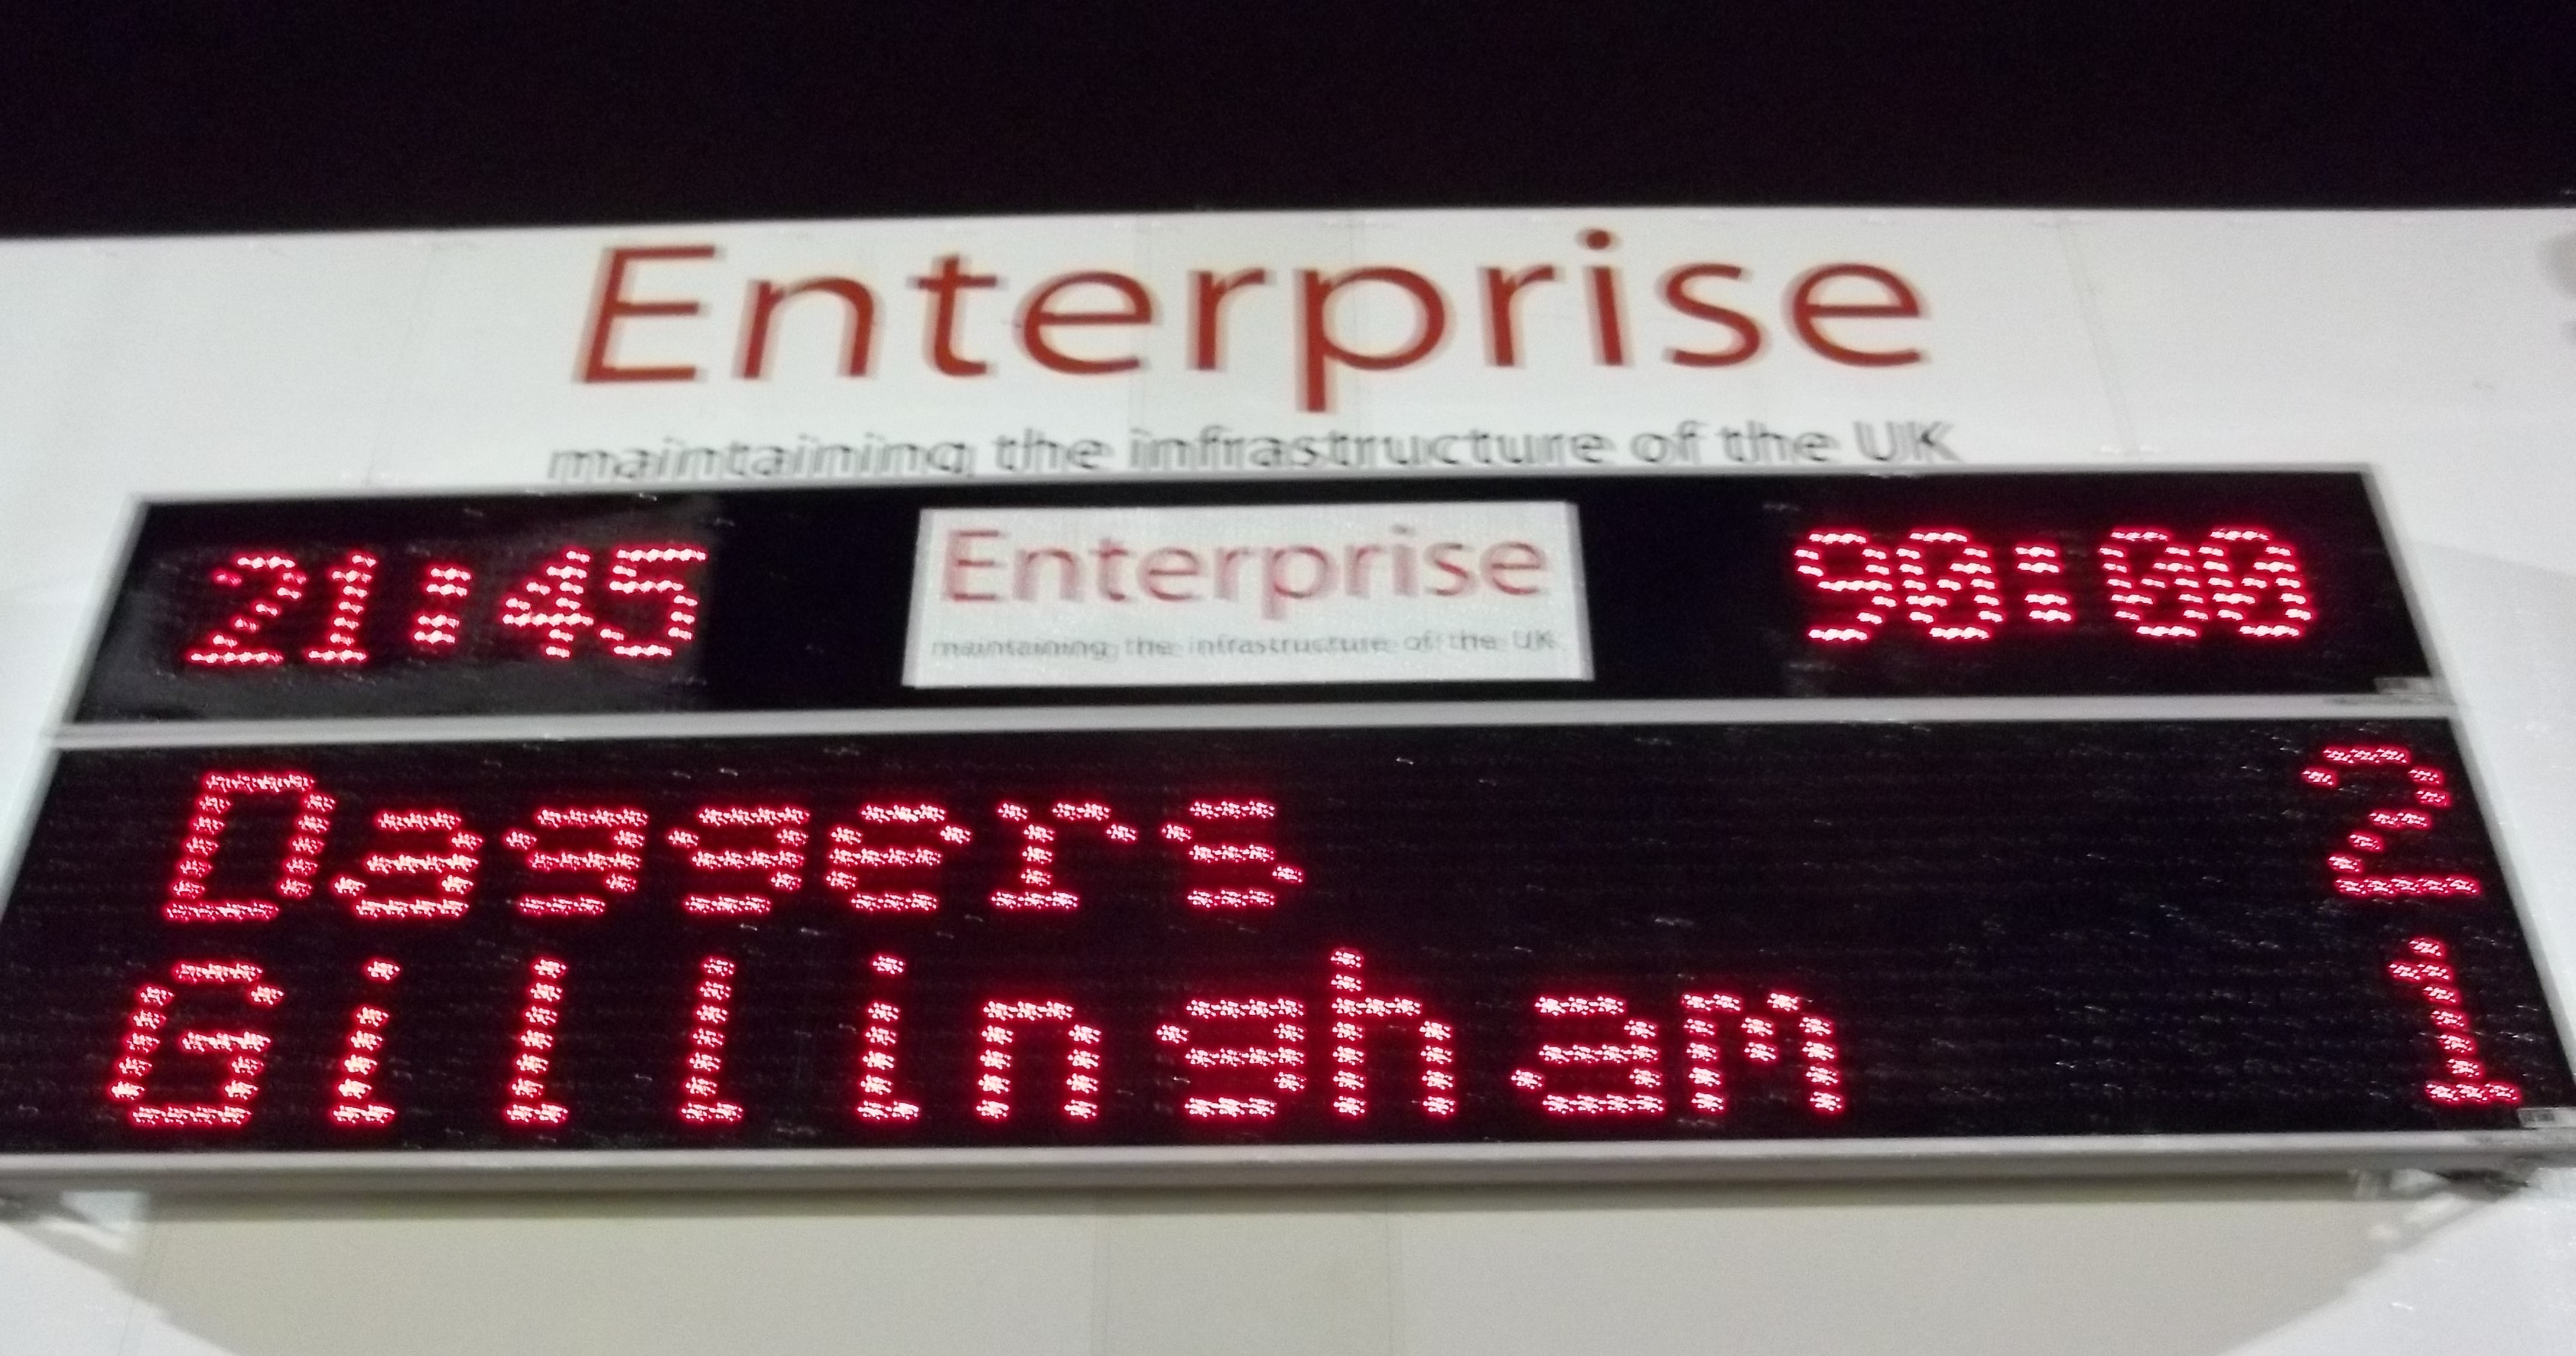 Enterprise
maintaining the infrastructure of the UK
21:45
Enterprise
maintaining the infrastructure of the UK
90:00
Daggers 2
Gillingham 1